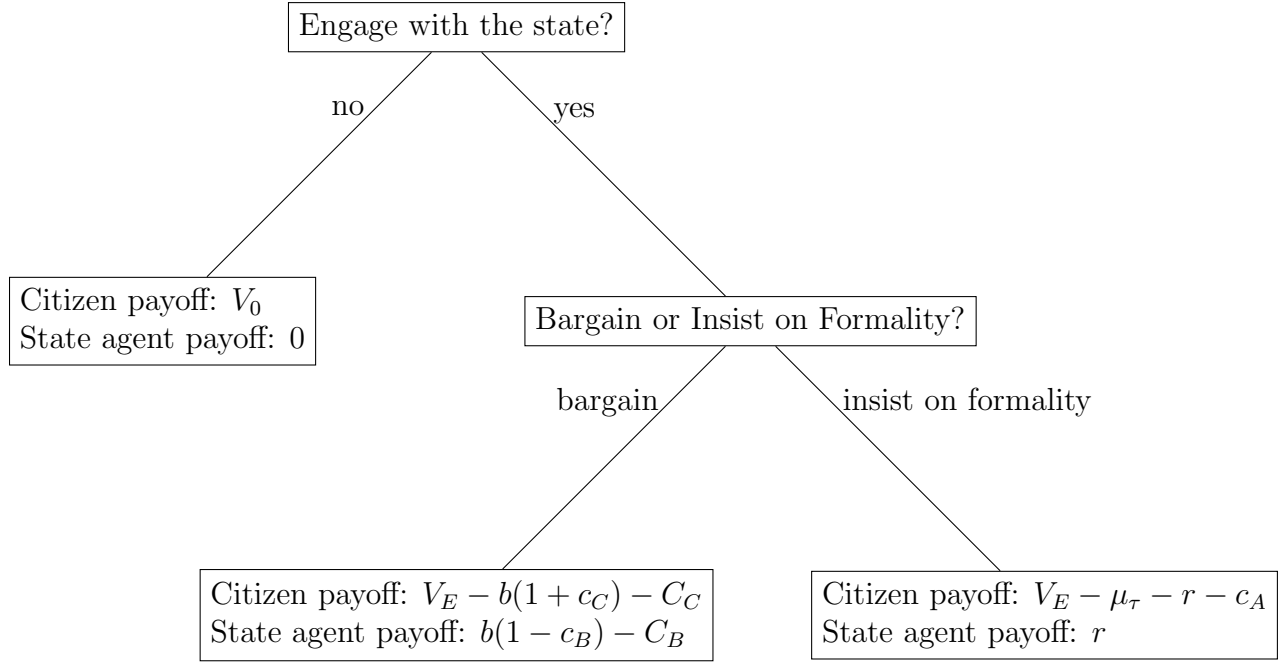 Engage with the state?
no
yes
Citizen payoff: $V_0$
State agent payoff: 0
Bargain or Insist on Formality?
bargain
insist on formality
Citizen payoff: $V_E - b(1 + c_C) - C_C$
State agent payoff: $b(1 - c_B) - C_B$
Citizen payoff: $V_E - \mu_\tau - r - c_A$
State agent payoff: $r$